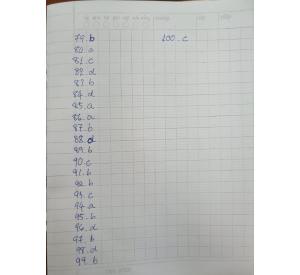 79. b
80. a
81. c
82. d
83. b
84. d
85. a
86. a
87. b
88. d
89. b
90. c
91. b
92. b
93. c
94. a
95. b
96. d
97. b
98. d
99. b
100. c